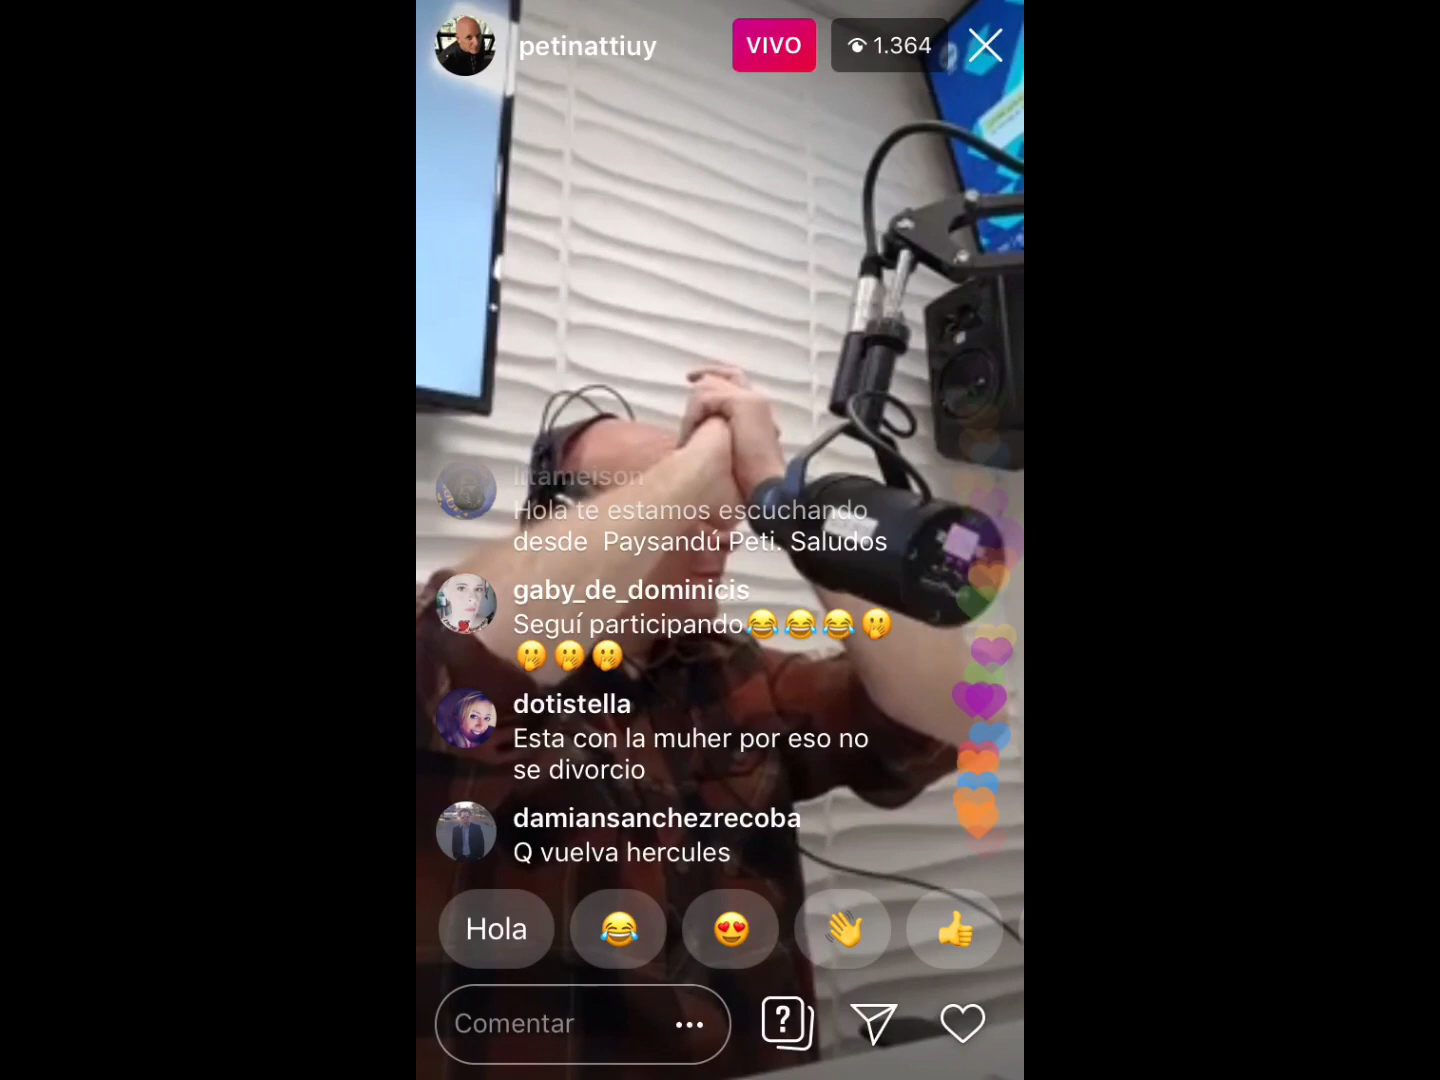 petinattiuy
VIVO
1.364
litameison
Hola te estamos escuchando
desde Paysandú Peti. Saludos
gaby_de_dominicis
Seguí participando😂😂😂🤭
🤭🤭🤭
dotistella
Esta con la muher por eso no
se divorcio
damiansanchezrecoba
Q vuelva hercules
Hola
Comentar